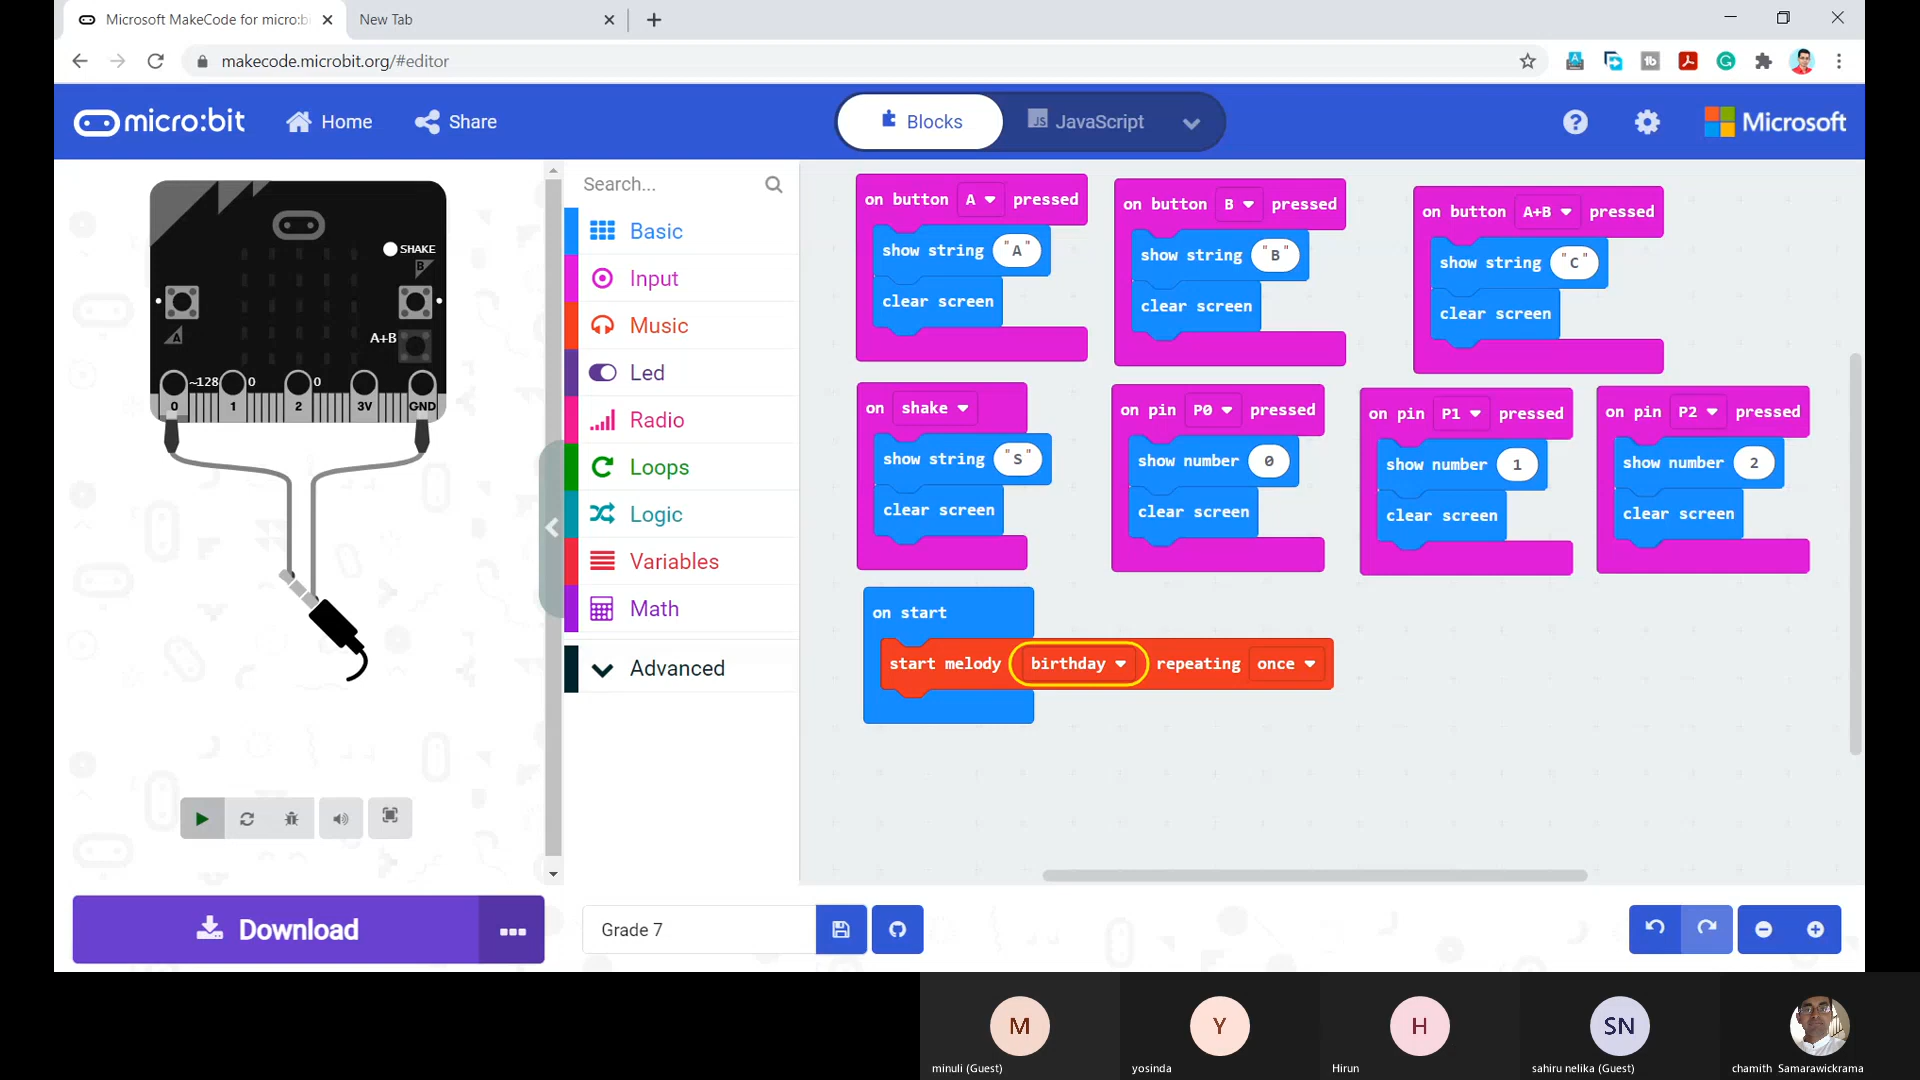 Microsoft MakeCode for micro:bi
New Tab
makecode.microbit.org/#editor
micro:bit
Home
Share
Blocks
JS
JavaScript
?
Microsoft
SHAKE
B
A
A+B
~128
0
0
0
1
2
3V
GND
Search...
Basic
Input
Music
Led
Radio
Loops
Logic
Variables
Math
Advanced
on button A pressed
show string "A"
clear screen
on button B pressed
show string "B"
clear screen
on button A+B pressed
show string "C"
clear screen
on shake
show string "S"
clear screen
on pin P0 pressed
show number 0
clear screen
on pin P1 pressed
show number 1
clear screen
on pin P2 pressed
show number 2
clear screen
on start
start melody birthday repeating once
Download
Grade 7
M
minuli (Guest)
Y
yosinda
H
Hirun
SN
sahiru nelika (Guest)
chamith Samarawickrama